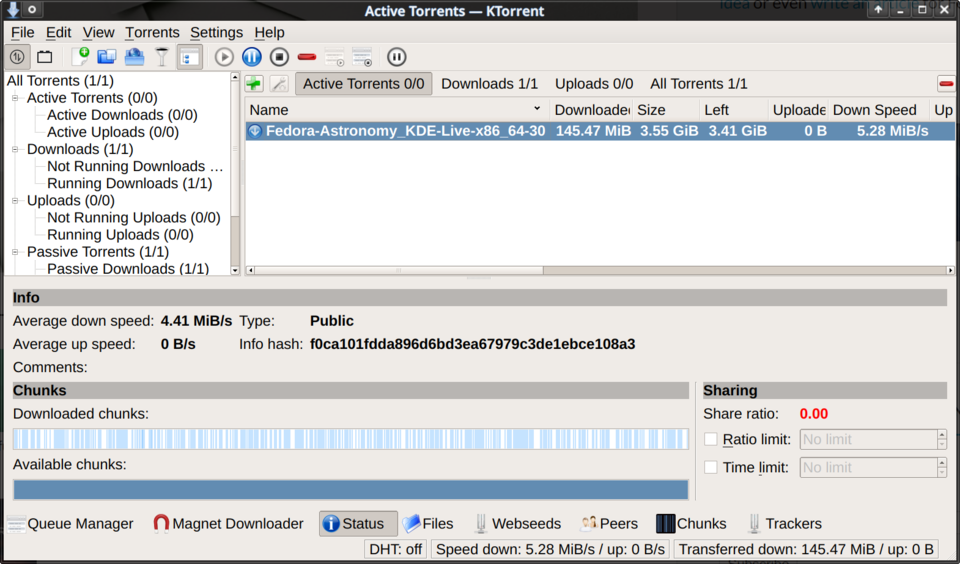 idea or even write an article to
Active Torrents — KTorrent
File Edit View Torrents Settings Help
All Torrents (1/1)
Active Torrents (0/0)
Active Downloads (0/0)
Active Uploads (0/0)
Downloads (1/1)
Not Running Downloads ...
Running Downloads (1/1)
Uploads (0/0)
Not Running Uploads (0/0)
Running Uploads (0/0)
Passive Torrents (1/1)
Passive Downloads (1/1)
Active Torrents 0/0 Downloads 1/1 Uploads 0/0 All Torrents 1/1
Name Downloaded Size Left Uploade Down Speed Up
Fedora-Astronomy_KDE-Live-x86_64-30 145.47 MiB 3.55 GiB 3.41 GiB 0 B 5.28 MiB/s
Info
Average down speed: 4.41 MiB/s Type: Public
Average up speed: 0 B/s Info hash: f0ca101fdda896d6bd3ea67979c3de1ebce108a3
Comments:
Chunks
Downloaded chunks:
Available chunks:
Sharing
Share ratio: 0.00
Ratio limit: No limit
Time limit: No limit
Queue Manager Magnet Downloader Status Files Webseeds Peers Chunks Trackers
DHT: off Speed down: 5.28 MiB/s / up: 0 B/s Transferred down: 145.47 MiB / up: 0 B